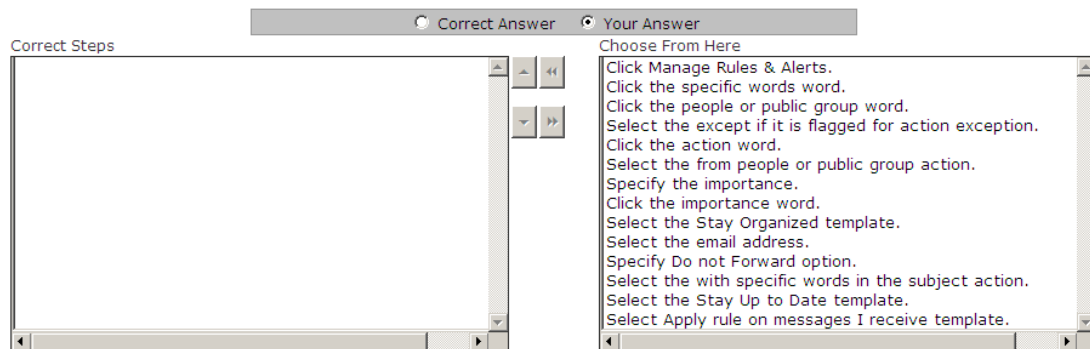 Correct Answer Your Answer
Correct Steps
Choose From Here
Click Manage Rules & Alerts.
Click the specific words word.
Click the people or public group word.
Select the except if it is flagged for action exception.
Click the action word.
Select the from people or public group action.
Specify the importance.
Click the importance word.
Select the Stay Organized template.
Select the email address.
Specify Do not Forward option.
Select the with specific words in the subject action.
Select the Stay Up to Date template.
Select Apply rule on messages I receive template.